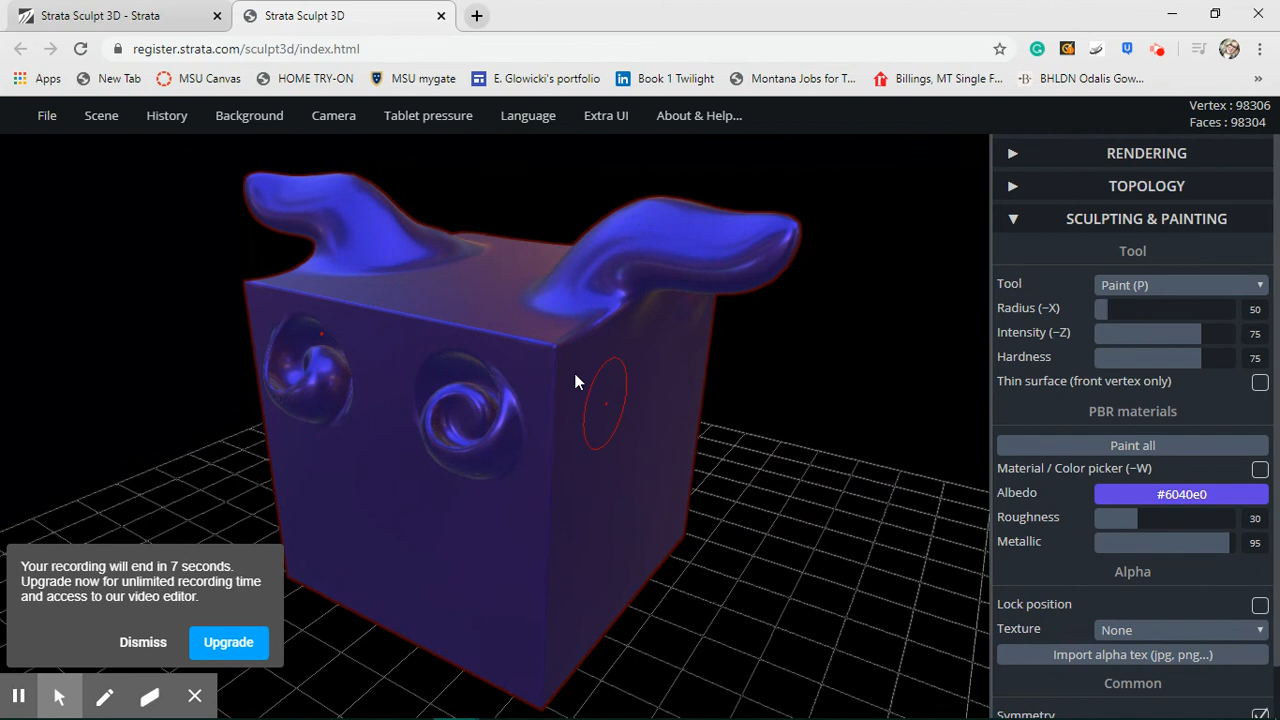 Strata Sculpt 3D - Strata
Strata Sculpt 3D
register.strata.com/sculpt3d/index.html
Apps New Tab MSU Canvas HOME TRY-ON MSU mygate E. Glowicki's portfolio Book 1 Twilight Montana Jobs for T... Billings, MT Single F... BHLDN Odalis Gow... »
File Scene History Background Camera Tablet pressure Language Extra UI About & Help...
Vertex : 98306
Faces : 98304
RENDERING
TOPOLOGY
SCULPTING & PAINTING
Tool
Tool Paint (P)
Radius (~X) 50
Intensity (~Z) 75
Hardness 75
Thin surface (front vertex only)
PBR materials
Paint all
Material / Color picker (~W)
Albedo #6040e0
Roughness 30
Metallic 95
Alpha
Lock position
Texture None
Import alpha tex (jpg, png...)
Common
Symmetry
Your recording will end in 7 seconds.
Upgrade now for unlimited recording time
and access to our video editor.
Dismiss Upgrade